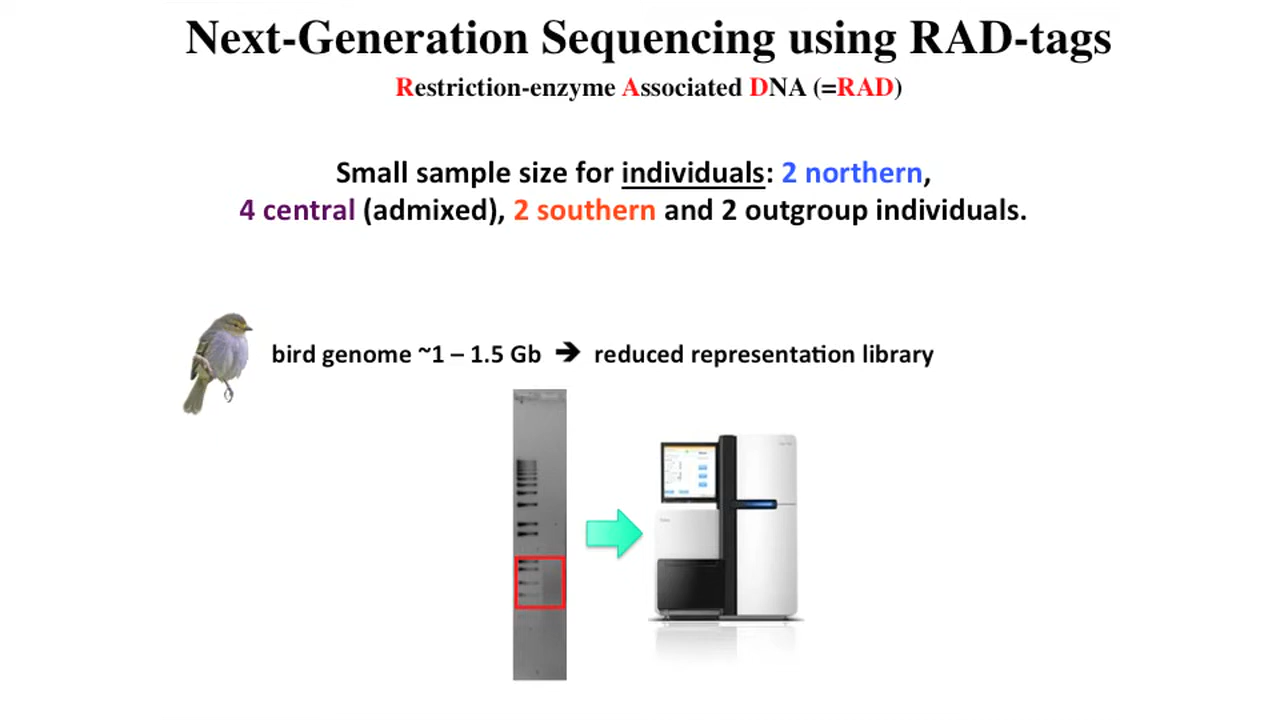 Next-Generation Sequencing using RAD-tags
Restriction-enzyme Associated DNA (=RAD)
Small sample size for individuals: 2 northern,
4 central (admixed), 2 southern and 2 outgroup individuals.
bird genome ~1 – 1.5 Gb ➔ reduced representation library